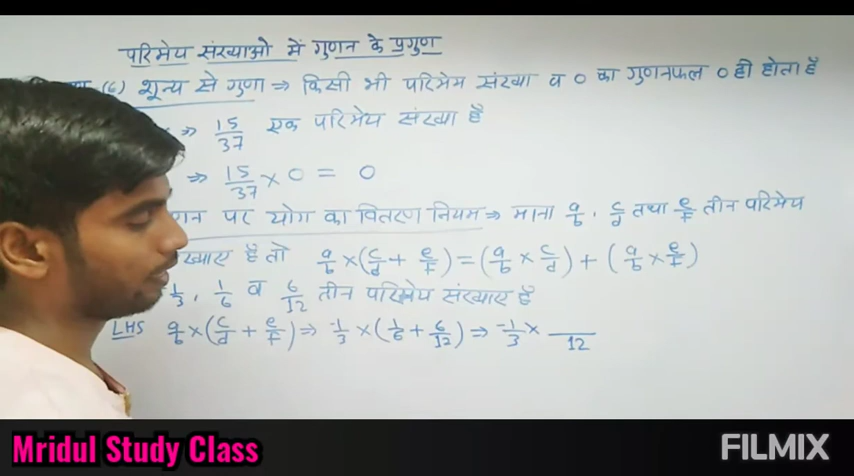 परिमेय संख्याओ में गुणन के प्रगुण
(6) शून्य से गुणा ⇒ किसी भी परिमेय संख्या व 0 का गुणनफल 0 ही होता है
⇒ 15/37 एक परिमेय संख्या है
⇒ 15/37 × 0 = 0
पर योग का वितरण नियम ⇒ माना a/b, c/d तथा e/f तीन परिमेय
है तो a/b × (c/d + e/f) = (a/b × c/d) + (a/b × e/f)
1/3, 1/6 व 6/12 तीन परिमेय संख्याए है
LHS a/b × (c/d + e/f) ⇒ -1/3 × (1/6 + 6/12) ⇒ -1/3 × /12
Mridul Study Class
FILMIX